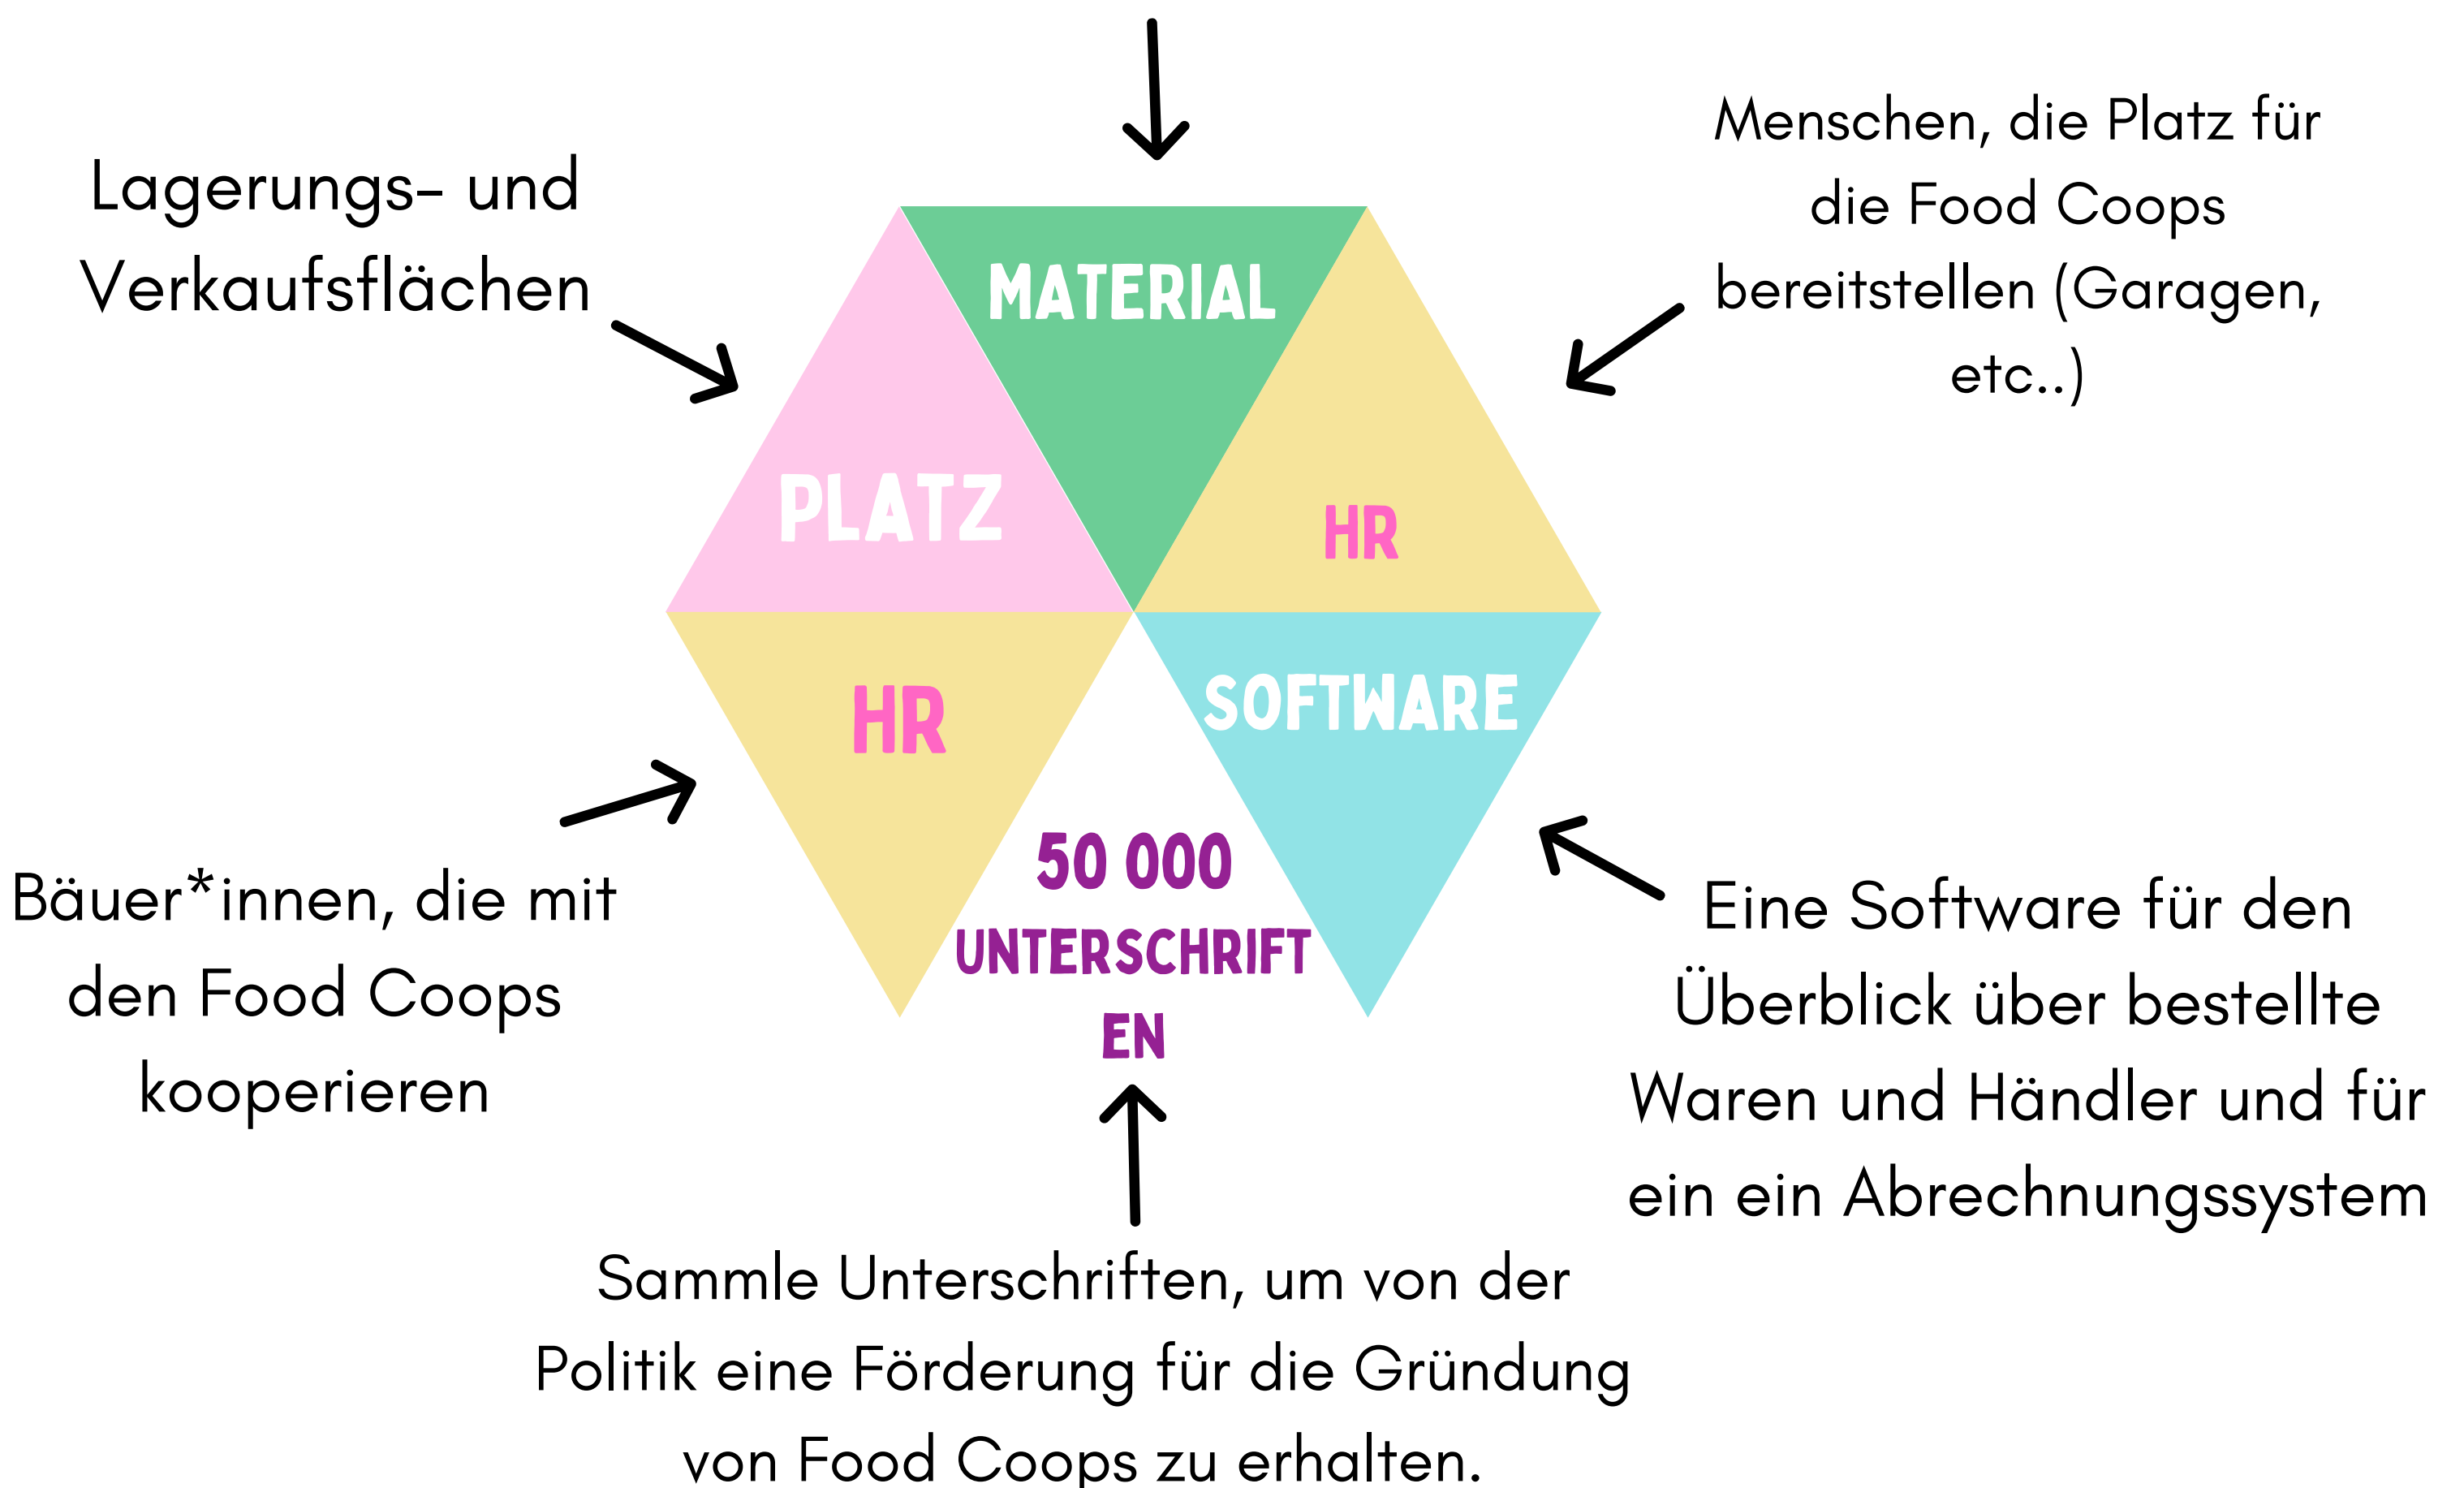 Lagerungs- und
Verkaufsflächen
Menschen, die Platz für
die Food Coops
bereitstellen (Garagen,
etc..)
MATERIAL
PLATZ
HR
HR
SOFTWARE
50 000
UNTERSCHRIFT
EN
Bäuer*innen, die mit
den Food Coops
kooperieren
Eine Software für den
Überblick über bestellte
Waren und Händler und für
ein ein Abrechnungssystem
Sammle Unterschriften, um von der
Politik eine Förderung für die Gründung
von Food Coops zu erhalten.